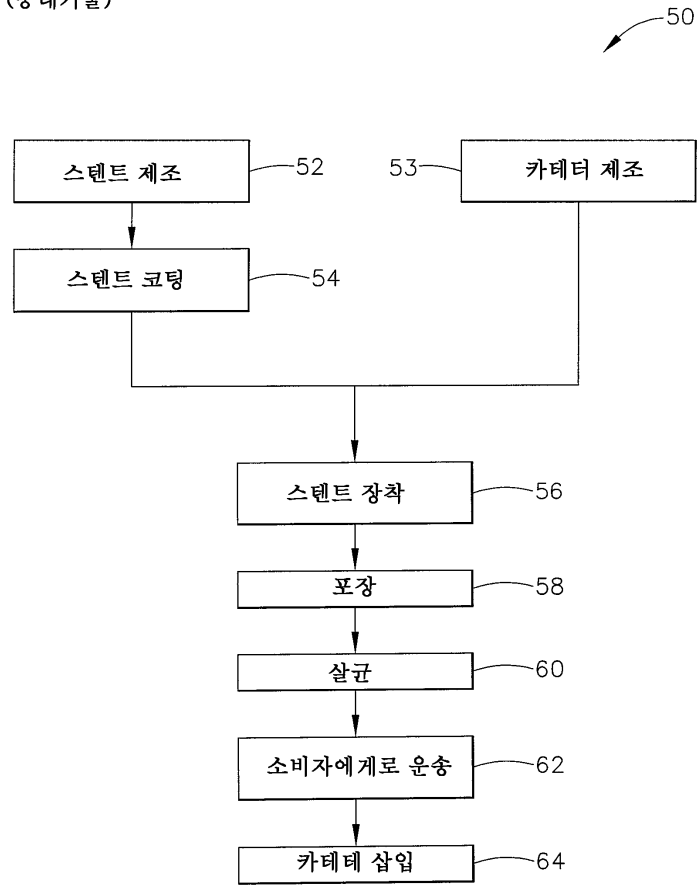 50
스텐트 제조
52
53
카테터 제조
스텐트 코팅
54
스텐트 장착
56
포장
58
살균
60
소비자에게로 운송
62
카테테 삽입
64